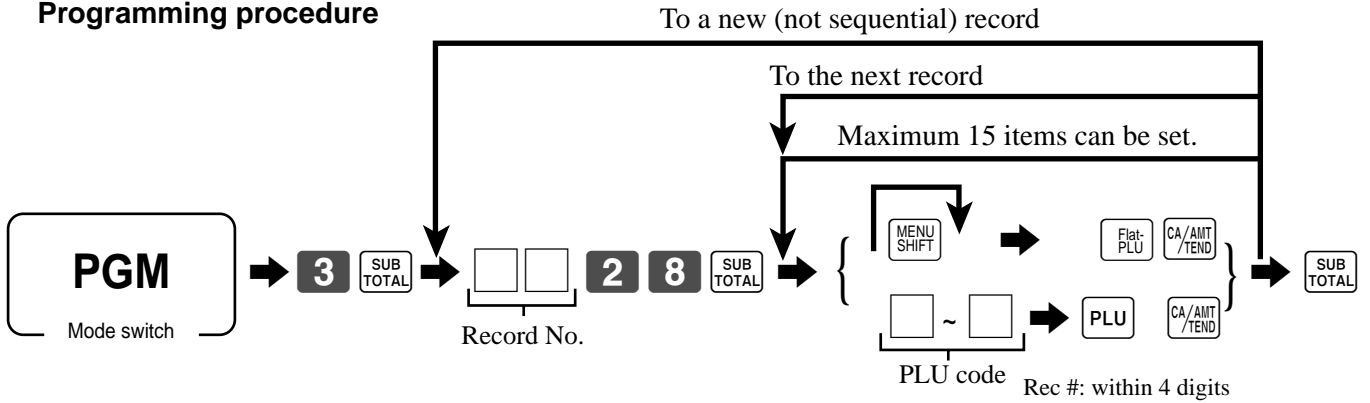 Programming procedure
To a new (not sequential) record
To the next record
Maximum 15 items can be set.
PGM
Mode switch
3
SUB
TOTAL
Record No.
2 8
SUB
TOTAL
{
MENU
SHIFT
Flat-
PLU
CA/AMT
/TEND
~
PLU
CA/AMT
/TEND
}
PLU code
Rec #: within 4 digits
SUB
TOTAL